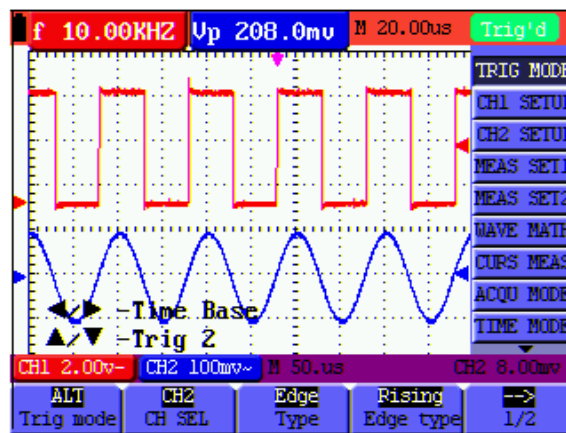 f 10.00KHZ Vp 208.0mv M 20.00us Trig'd
TRIG MODE
CH1 SETUP
CH2 SETUP
MEAS SET1
MEAS SET2
WAVE MATH
CURS MEAS
ACQU MODE
TIME MODE
◀/▶ -Time Base
▲/▼ -Trig 2
CH1 2.00v- CH2 100mv~ M 50.us CH2 8.00mv
ALT CH2 Edge Rising -->
Trig mode CH SEL Type Edge type 1/2